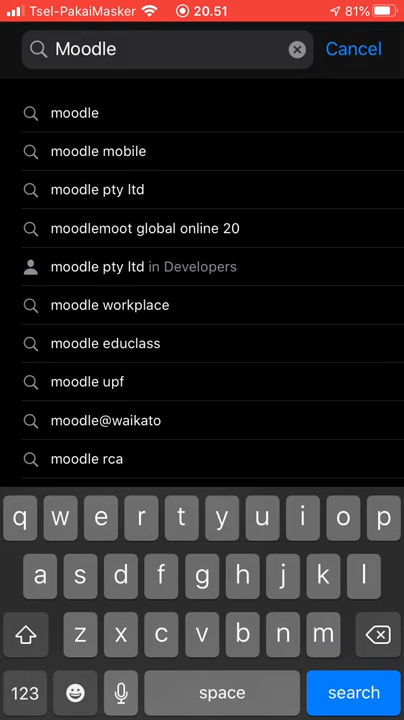 Tsel-PakaiMasker 20.51 81%
Moodle Cancel
moodle
moodle mobile
moodle pty ltd
moodlemoot global online 20
moodle pty ltd in Developers
moodle workplace
moodle educlass
moodle upf
moodle@waikato
moodle rca
q w e r t y u i o p
a s d f g h j k l
z x c v b n m
123 space search